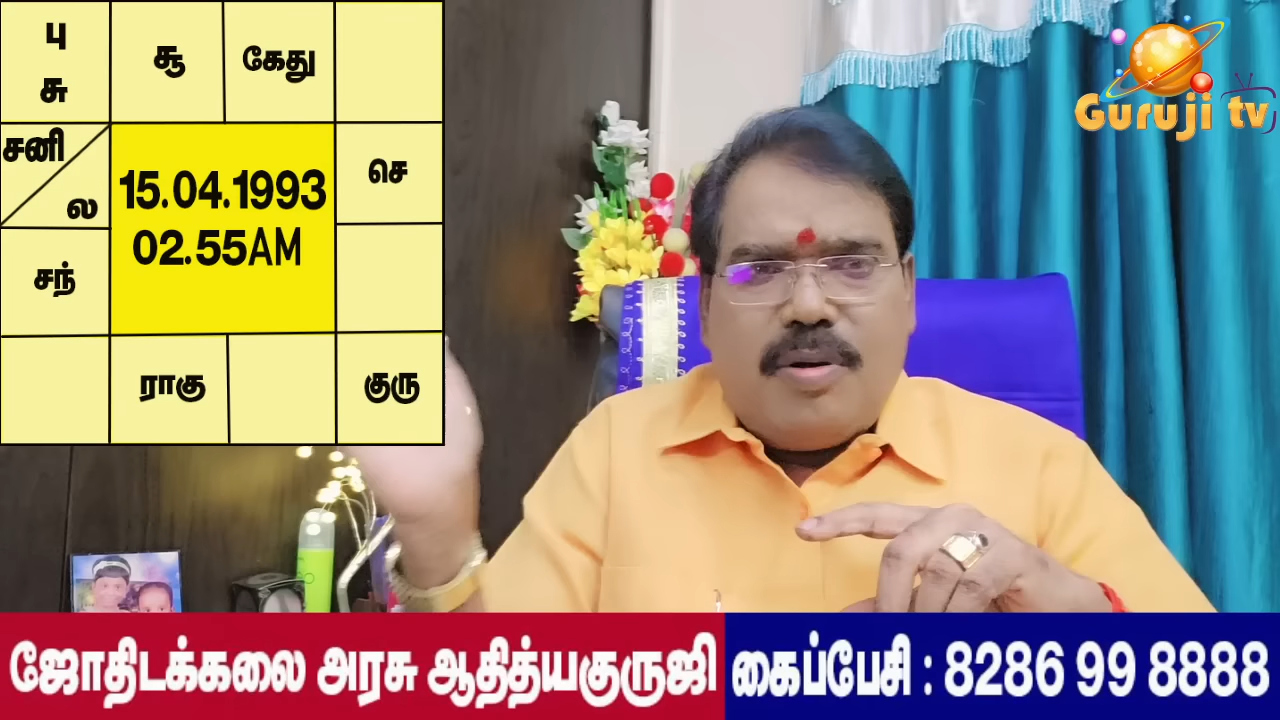 பு
சு
சூ
கேது
சனி
ல
15.04.1993
02.55AM
செ
சந்
ராகு
குரு
Guruji tv
ஜோதிடக்கலை அரசு ஆதித்யகுருஜி
கைப்பேசி : 8286 99 8888